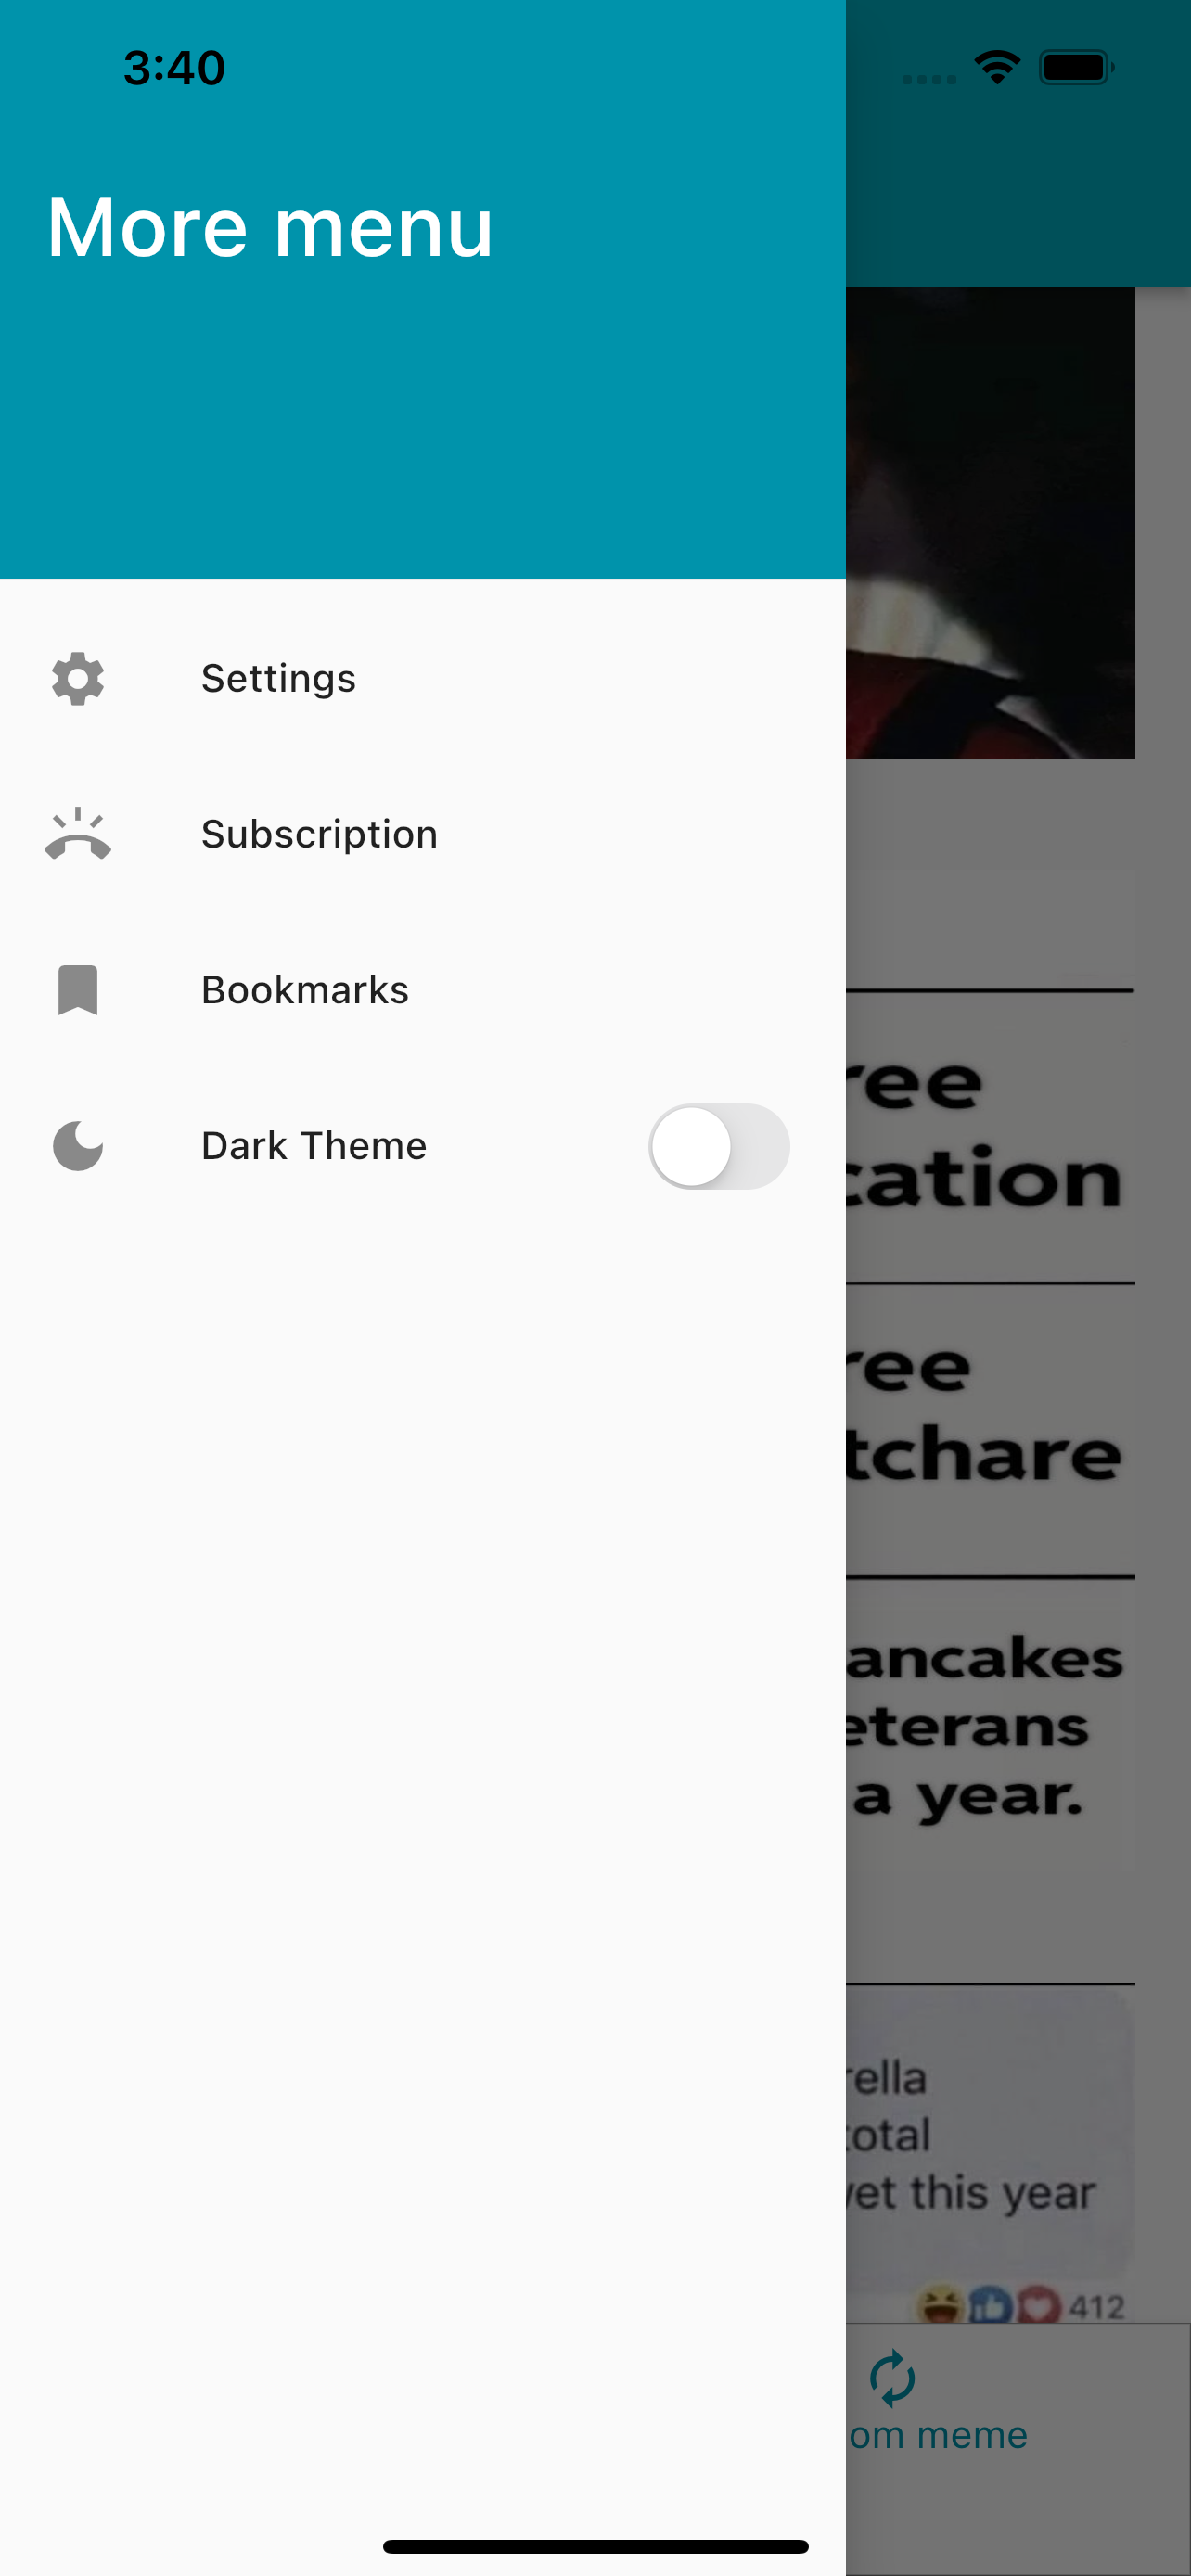 3:40
More menu
Settings
Subscription
Bookmarks
Dark Theme
ree
cation
ree
tchare
ancakes
eterans
a year.
rella
total
yet this year
412
om meme